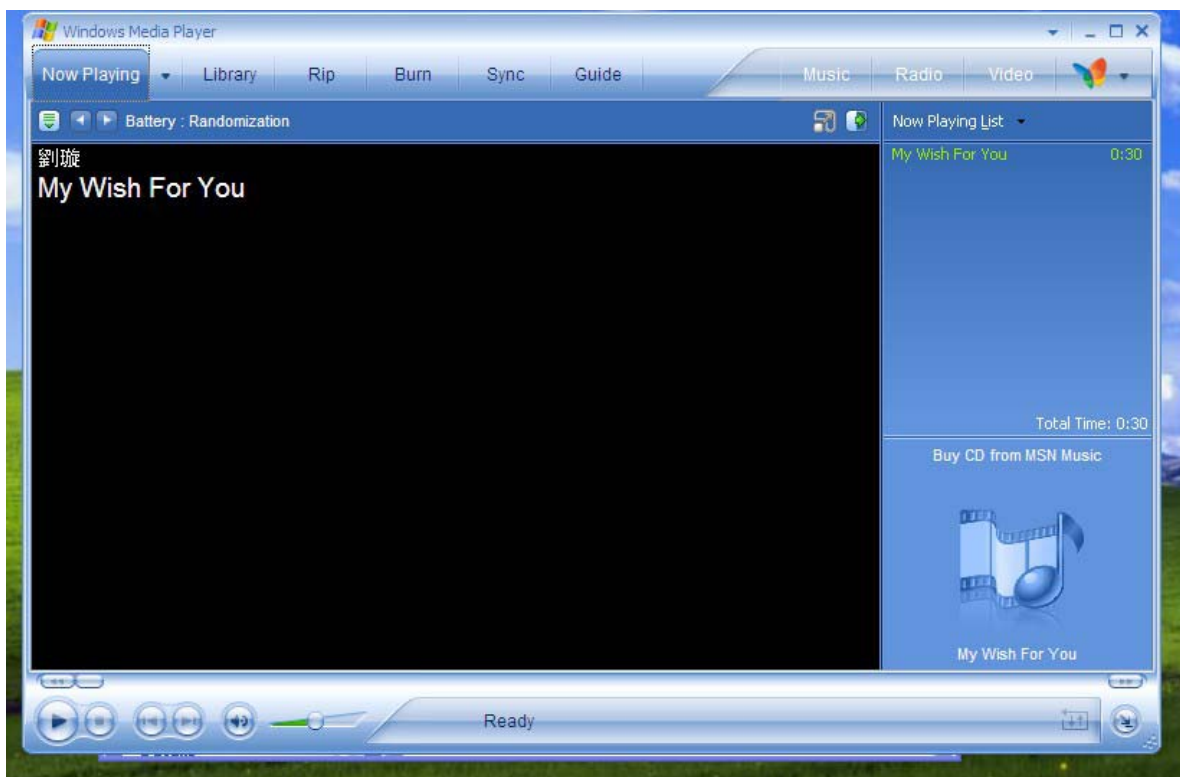 Windows Media Player
Now Playing
Library
Rip
Burn
Sync
Guide
Music
Radio
Video
Battery : Randomization
Now Playing List
劉璇
My Wish For You
My Wish For You 0:30
Total Time: 0:30
Buy CD from MSN Music
My Wish For You
Ready